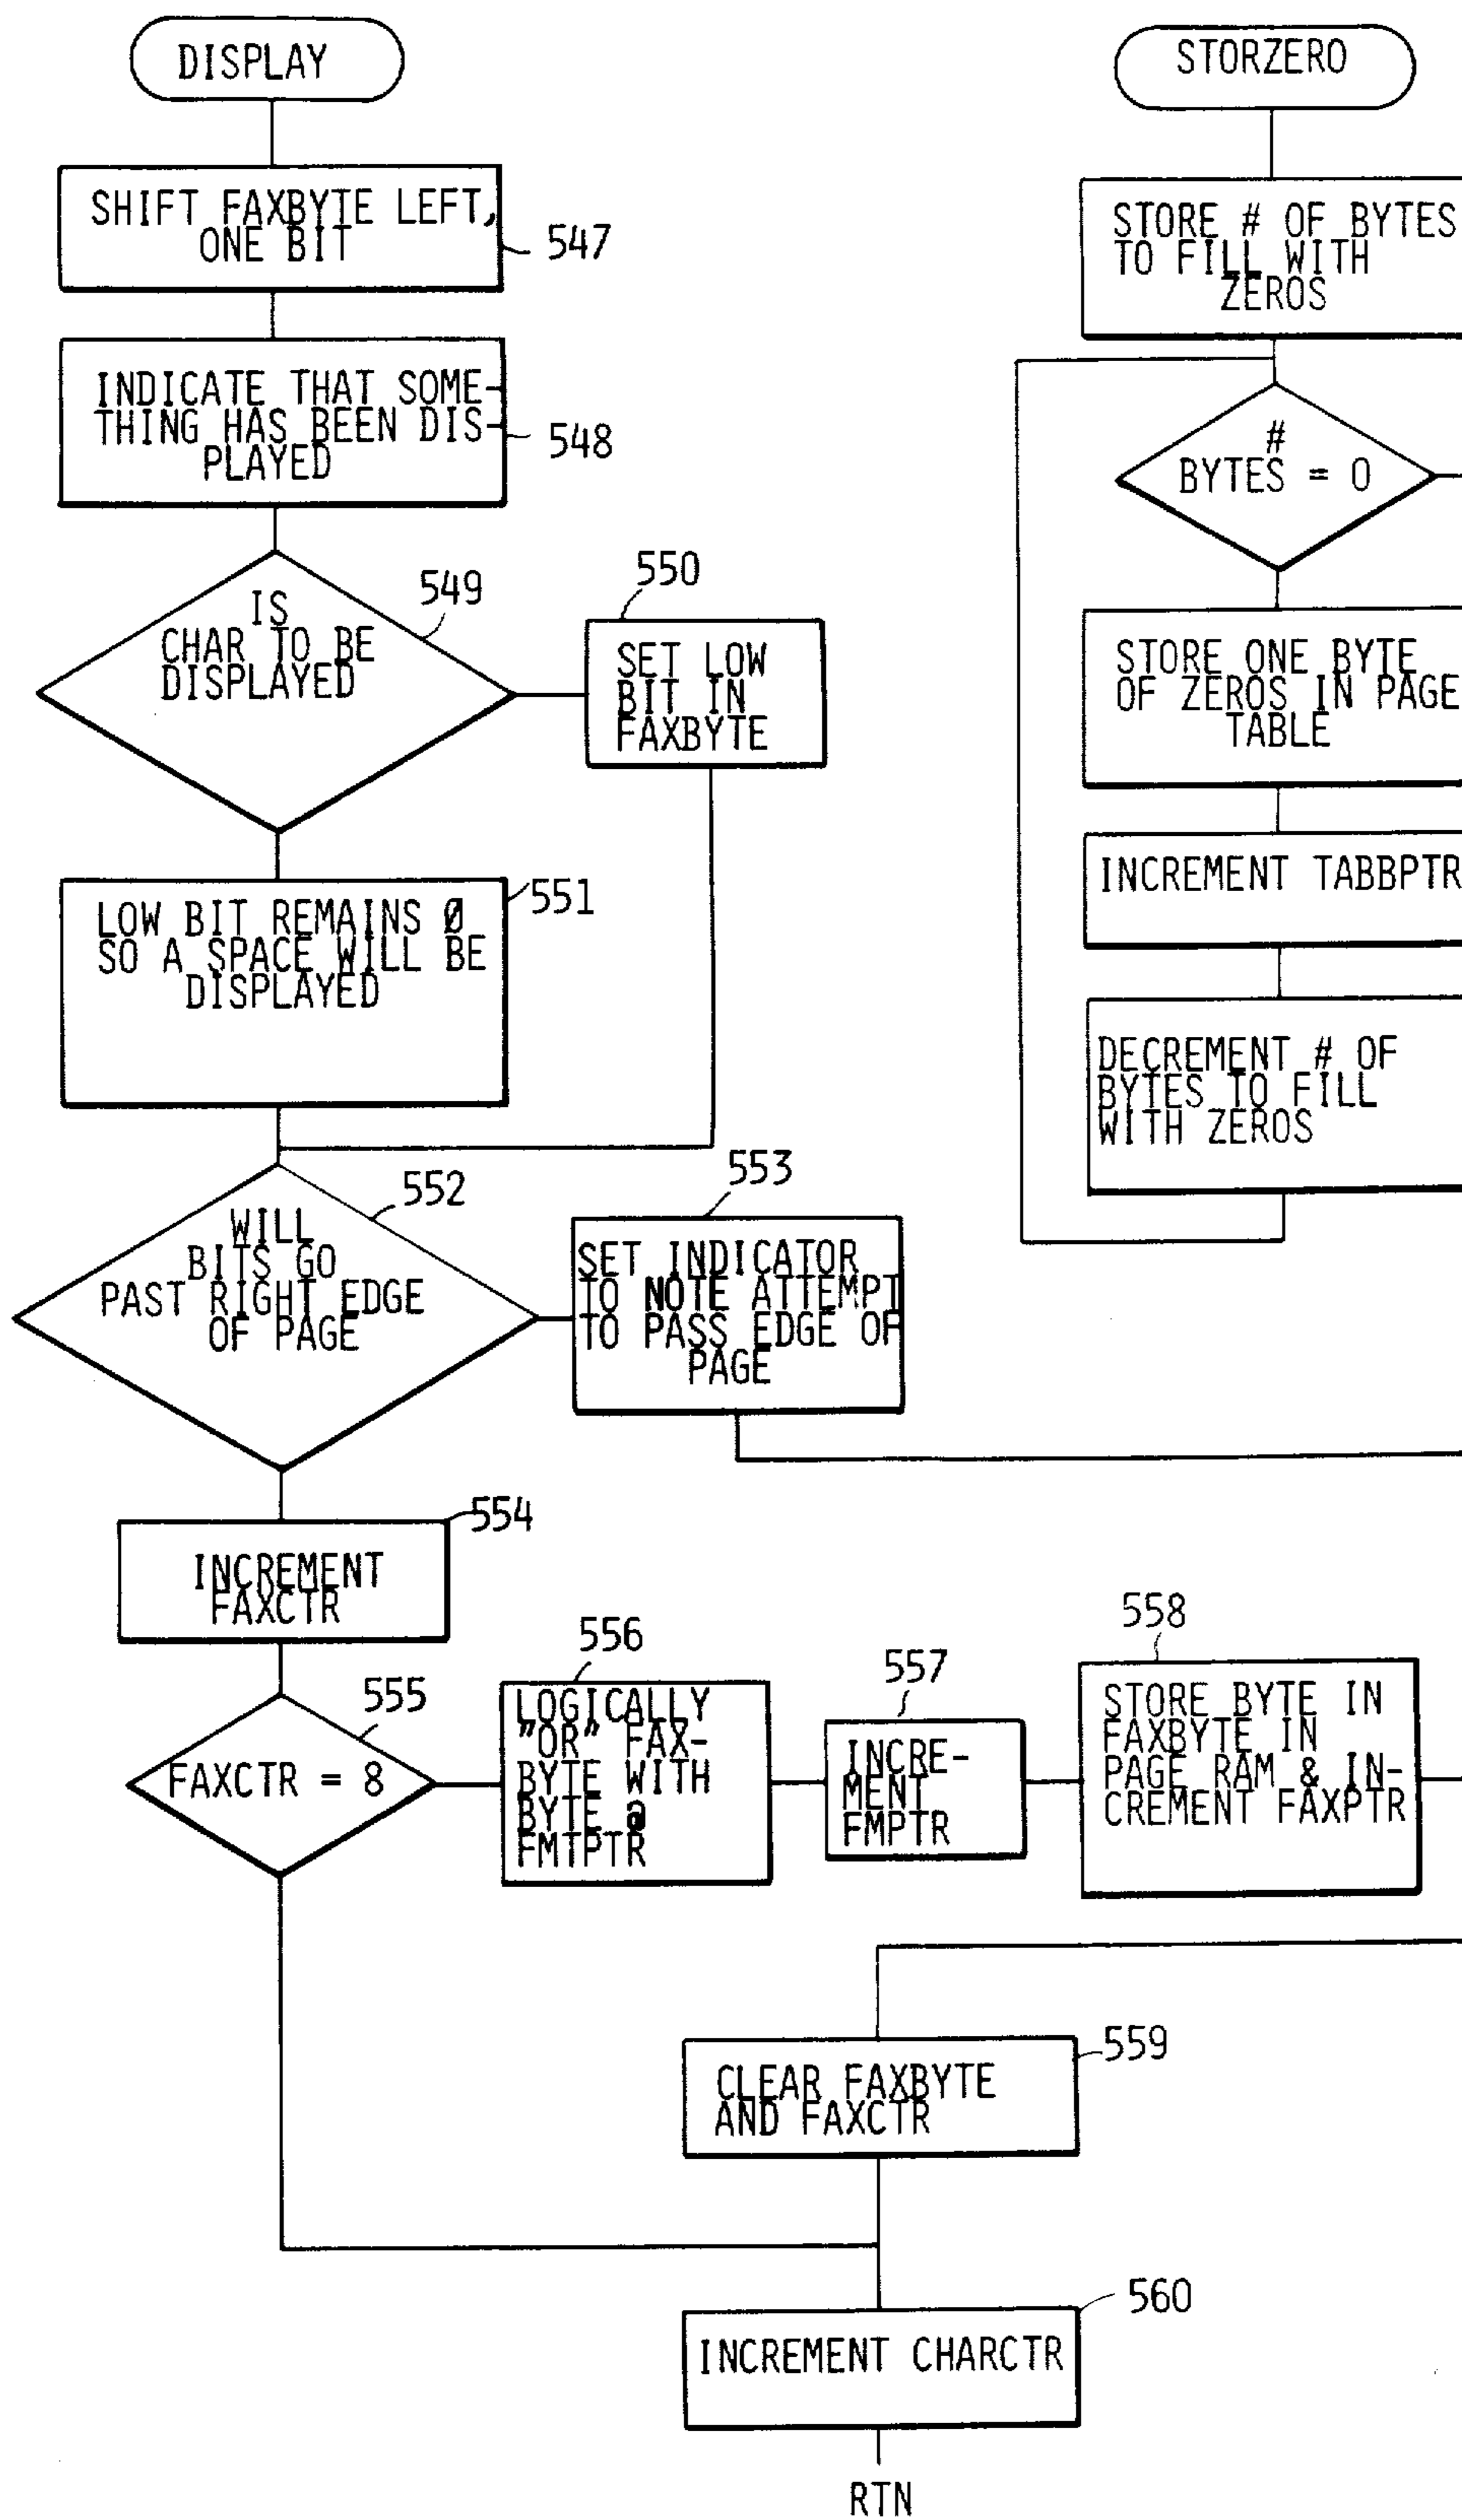 DISPLAY
SHIFT FAXBYTE LEFT,
ONE BIT
547
INDICATE THAT SOME-
THING HAS BEEN DIS-
PLAYED
548
IS
CHAR TO BE
DISPLAYED
549
550
SET LOW
BIT IN
FAXBYTE
LOW BIT REMAINS Ø
SO A SPACE WILL BE
DISPLAYED
551
WILL
BITS GO
PAST RIGHT EDGE
OF PAGE
552
553
SET INDICATOR
TO NOTE ATTEMPT
TO PASS EDGE OF
PAGE
554
INCREMENT
FAXCTR
555
FAXCTR = 8
556
LOGICALLY
"OR" FAX-
BYTE WITH
BYTE @
FMTPTR
557
INCRE-
MENT
FMPTR
558
STORE BYTE IN
FAXBYTE IN
PAGE RAM & IN-
CREMENT FAXPTR
559
CLEAR FAXBYTE
AND FAXCTR
560
INCREMENT CHARCTR
RTN
STORZERO
STORE # OF BYTES
TO FILL WITH
ZEROS
#
BYTES = 0
STORE ONE BYTE
OF ZEROS IN PAGE
TABLE
INCREMENT TABBPTR
DECREMENT # OF
BYTES TO FILL
WITH ZEROS